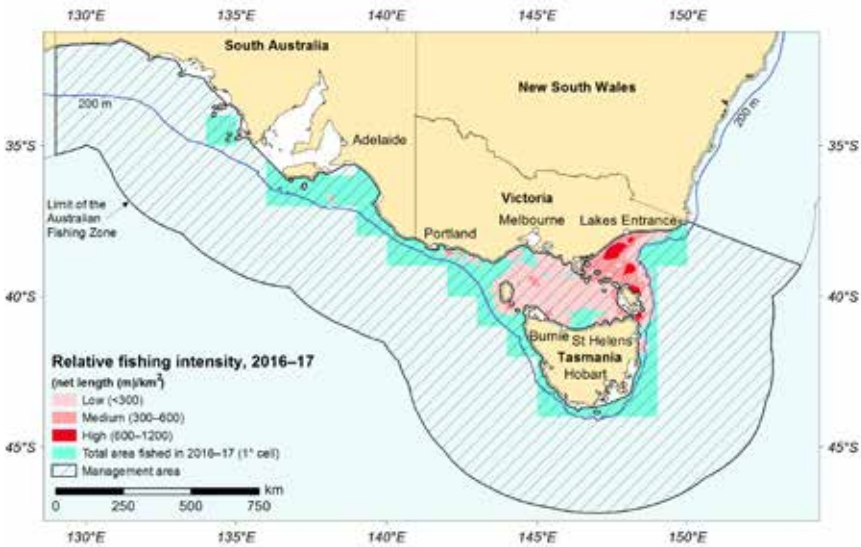 130°E 135°E 140°E 145°E 150°E
South Australia
New South Wales
200 m
200 m
35°S 35°S
Adelaide
Limit of the
Australian
Fishing Zone
Victoria
Melbourne
Lakes Entrance
Portland
40°S 40°S
Burnie
St Helens
Tasmania
Hobart
Relative fishing intensity, 2016–17
(net length (m)/km²)
Low (<300)
Medium (300–600)
High (600–1200)
Total area fished in 2016–17 (1° cell)
Management area
45°S 45°S
km
0 250 500 750
130°E 135°E 140°E 145°E 150°E